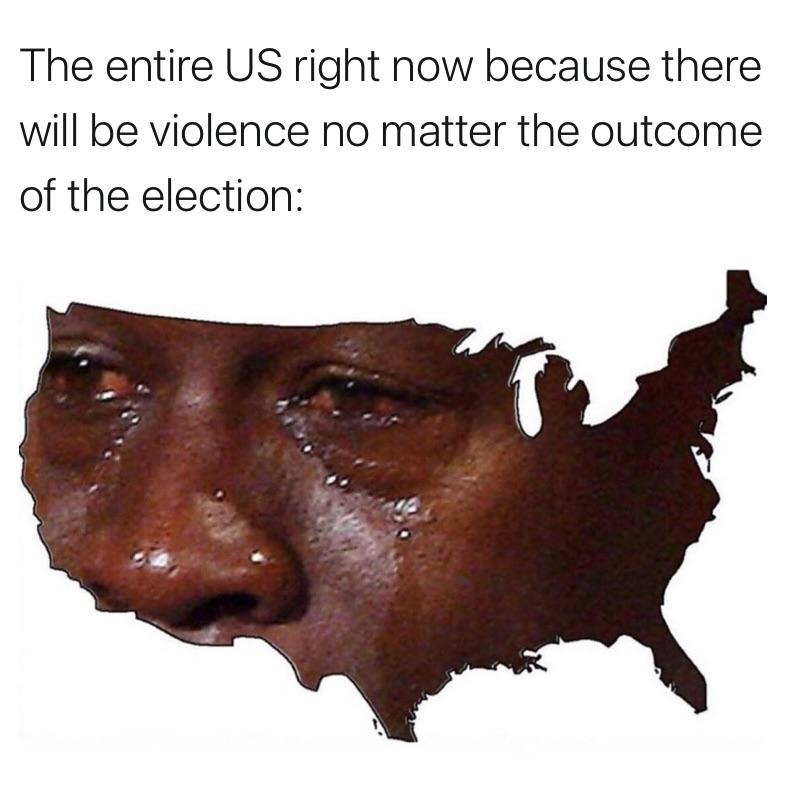 The entire US right now because there
will be violence no matter the outcome
of the election: